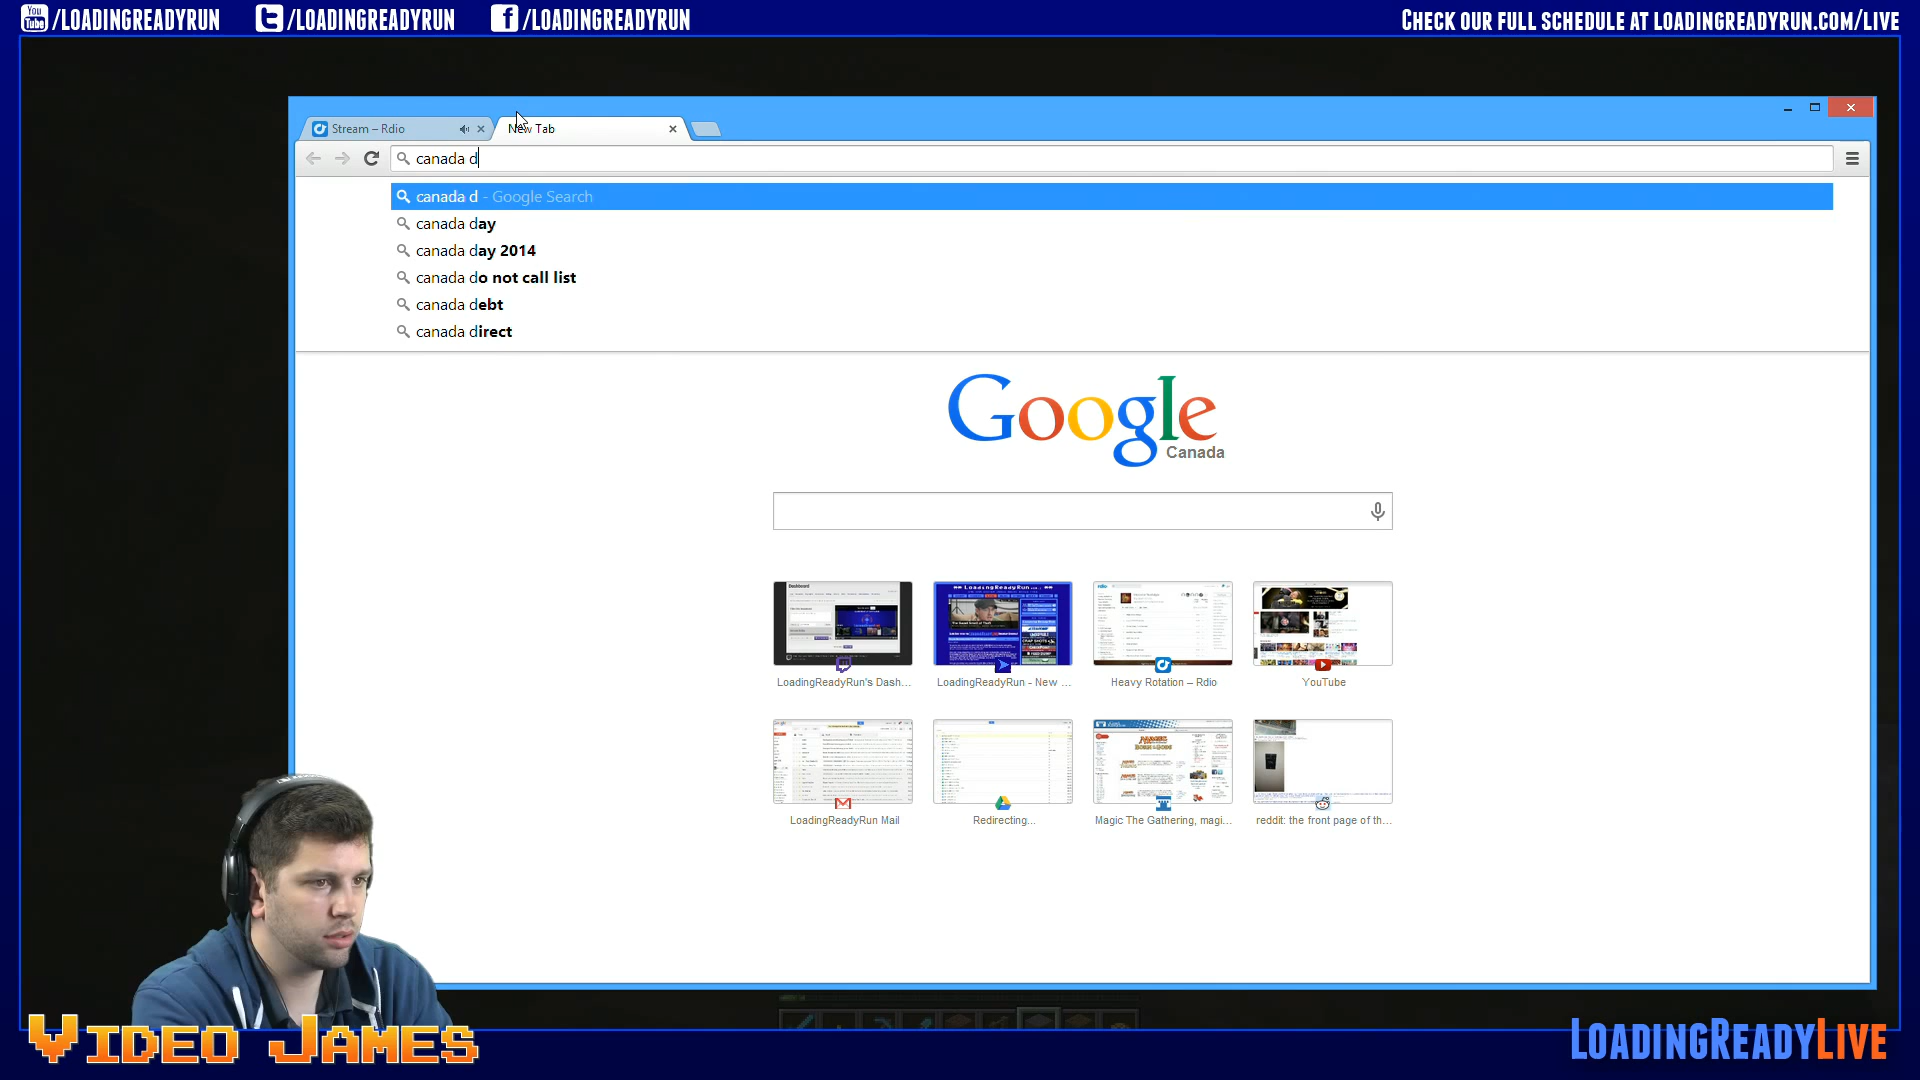 You Tube /LOADINGREADYRUN /LOADINGREADYRUN f /LOADINGREADYRUN CHECK OUR FULL SCHEDULE AT LOADINGREADYRUN.COM/LIVE
Stream – Rdio New Tab
canada d
canada d - Google Search
canada day
canada day 2014
canada do not call list
canada debt
canada direct
Google
Canada
LoadingReadyRun's Dash... LoadingReadyRun - New ... Heavy Rotation – Rdio YouTube
LoadingReadyRun Mail Redirecting... Magic The Gathering, magi... reddit: the front page of th...
VIDEO JAMES
LOADINGREADYLIVE